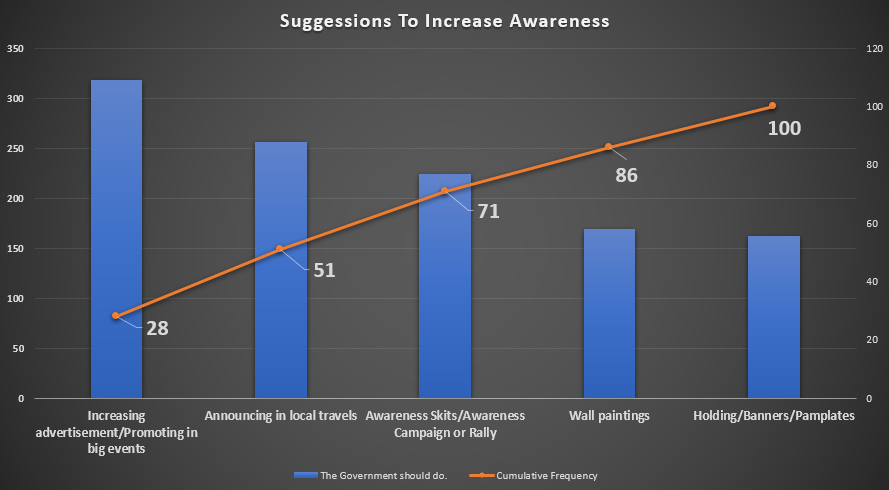 Suggessions To Increase Awareness
350
300
250
200
150
100
50
0
120
100
80
60
40
20
0
28
51
71
86
100
Increasing
advertisement/Promoting in
big events
Announcing in local travels
Awareness Skits/Awareness
Campaign or Rally
Wall paintings
Holding/Banners/Pamplates
The Government should do.
Cumulative Frequency